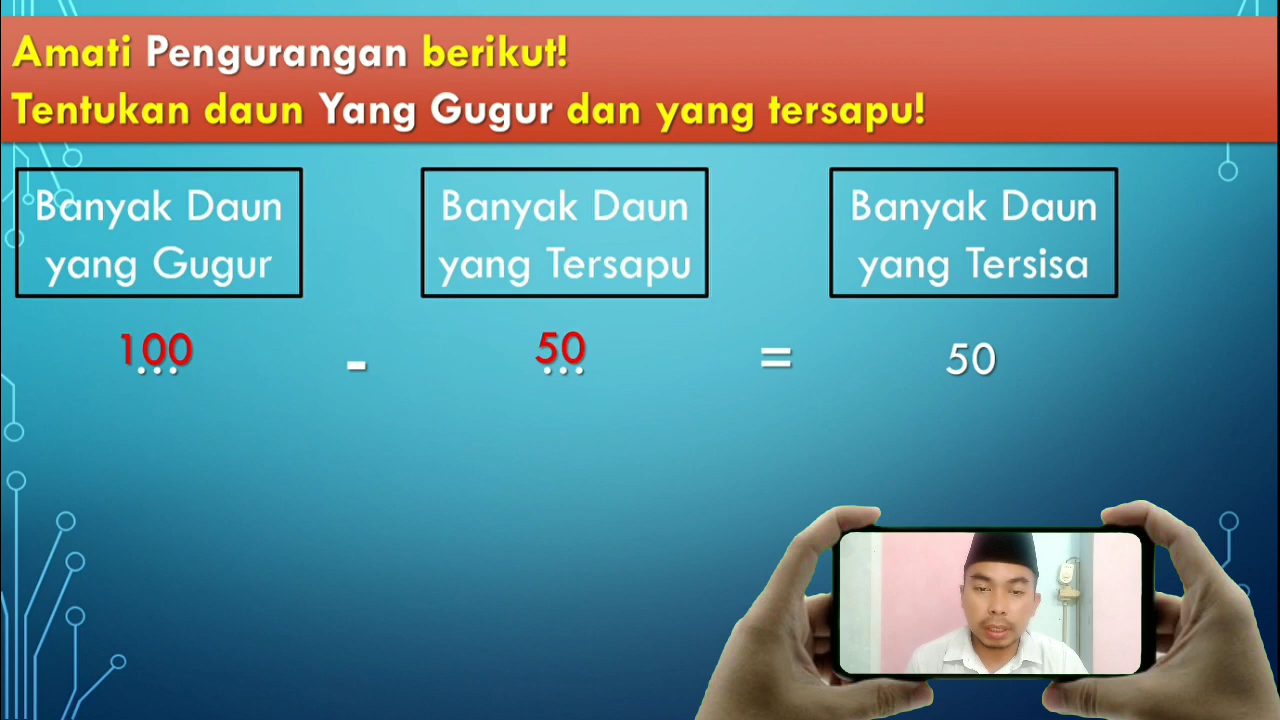 Amati Pengurangan berikut!
Tentukan daun Yang Gugur dan yang tersapu!
Banyak Daun
yang Gugur
Banyak Daun
yang Tersapu
Banyak Daun
yang Tersisa
100
...
-
50
...
=
50